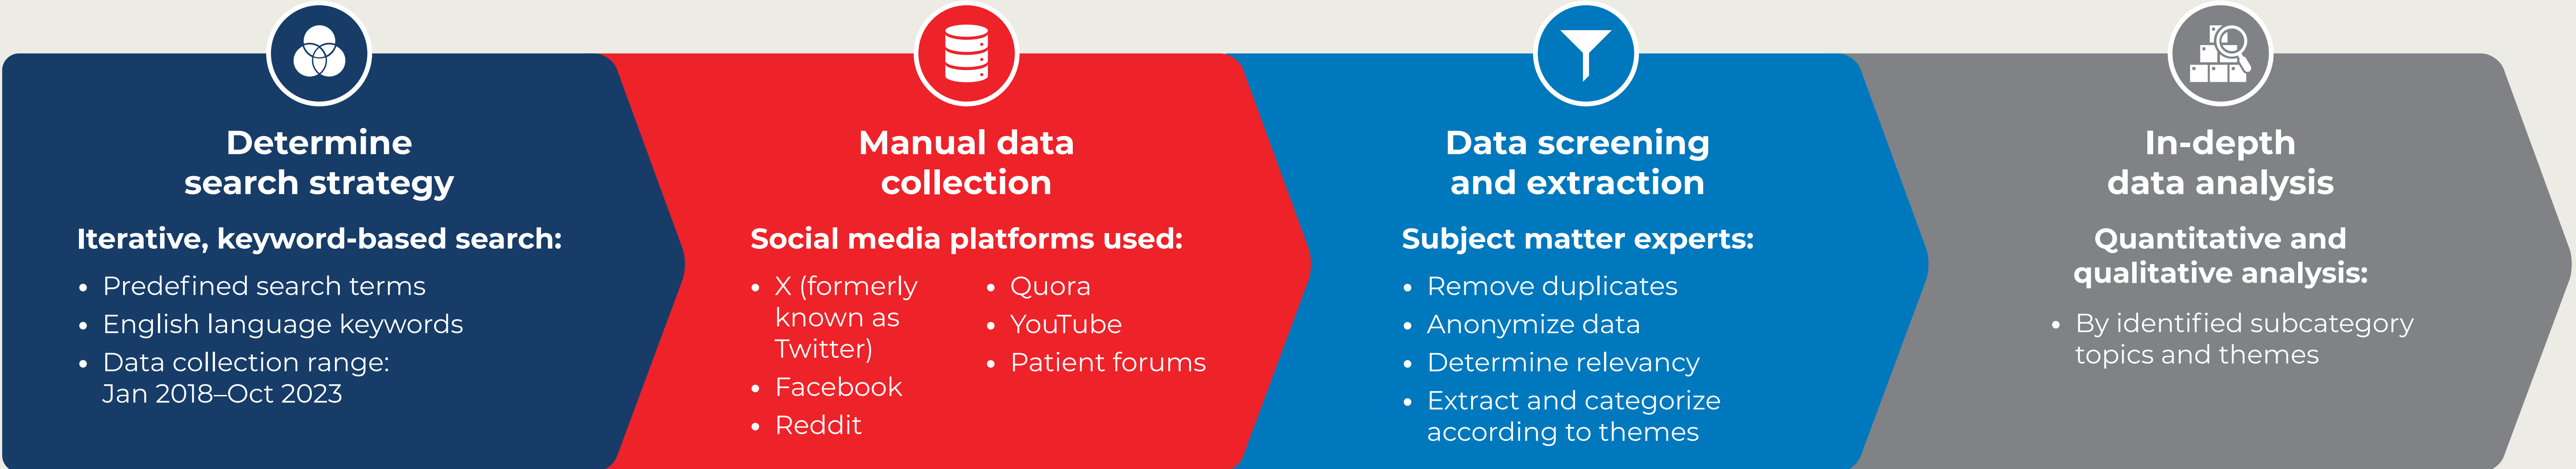 Determine
search strategy
Iterative, keyword-based search:
• Predefined search terms
• English language keywords
• Data collection range:
Jan 2018–Oct 2023
Manual data
collection
Social media platforms used:
• X (formerly
known as
Twitter)
• Facebook
• Reddit
• Quora
• YouTube
• Patient forums
Data screening
and extraction
Subject matter experts:
• Remove duplicates
• Anonymize data
• Determine relevancy
• Extract and categorize
according to themes
In-depth
data analysis
Quantitative and
qualitative analysis:
• By identified subcategory
topics and themes